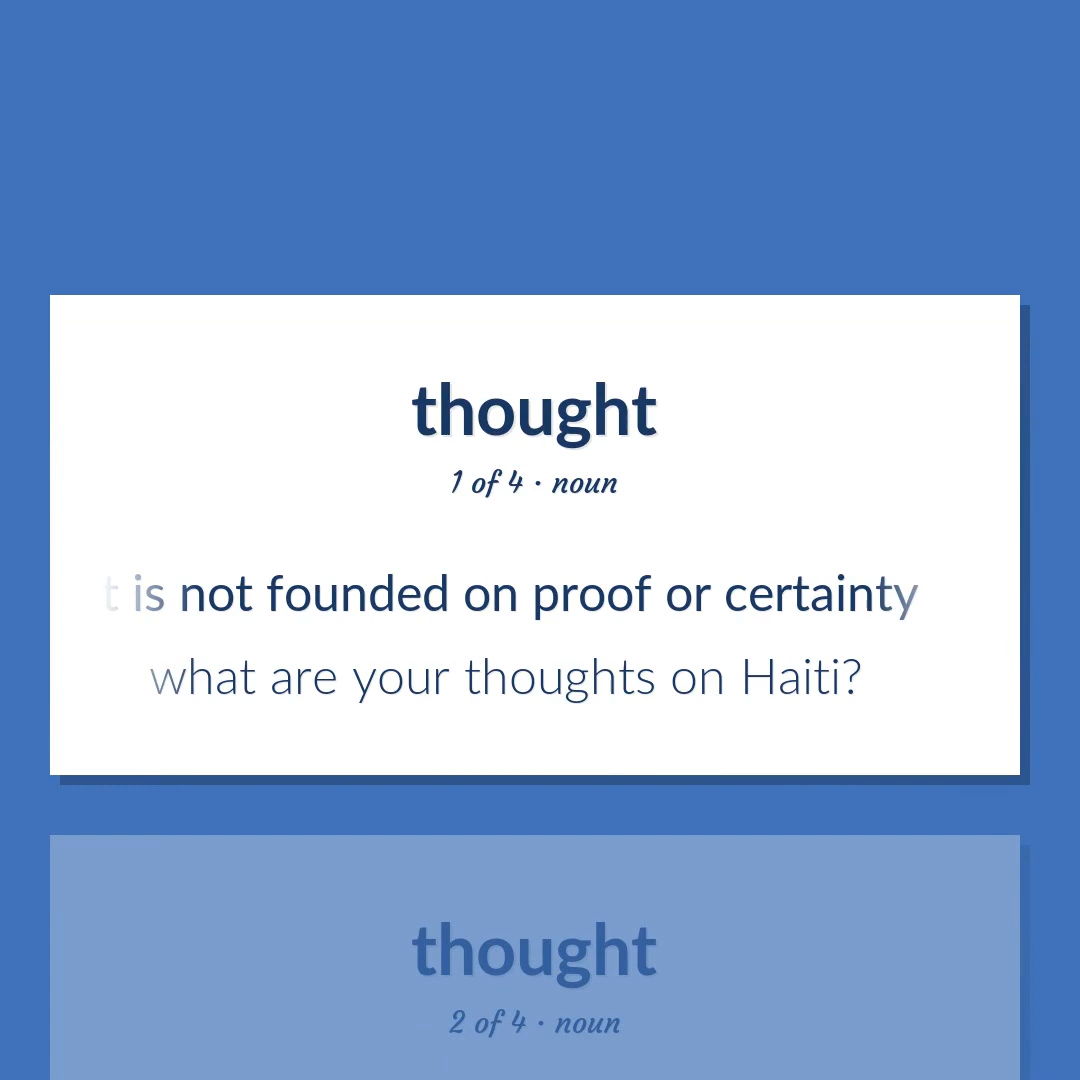 thought
1 of 4 · noun
t is not founded on proof or certainty
what are your thoughts on Haiti?
thought
2 of 4 · noun